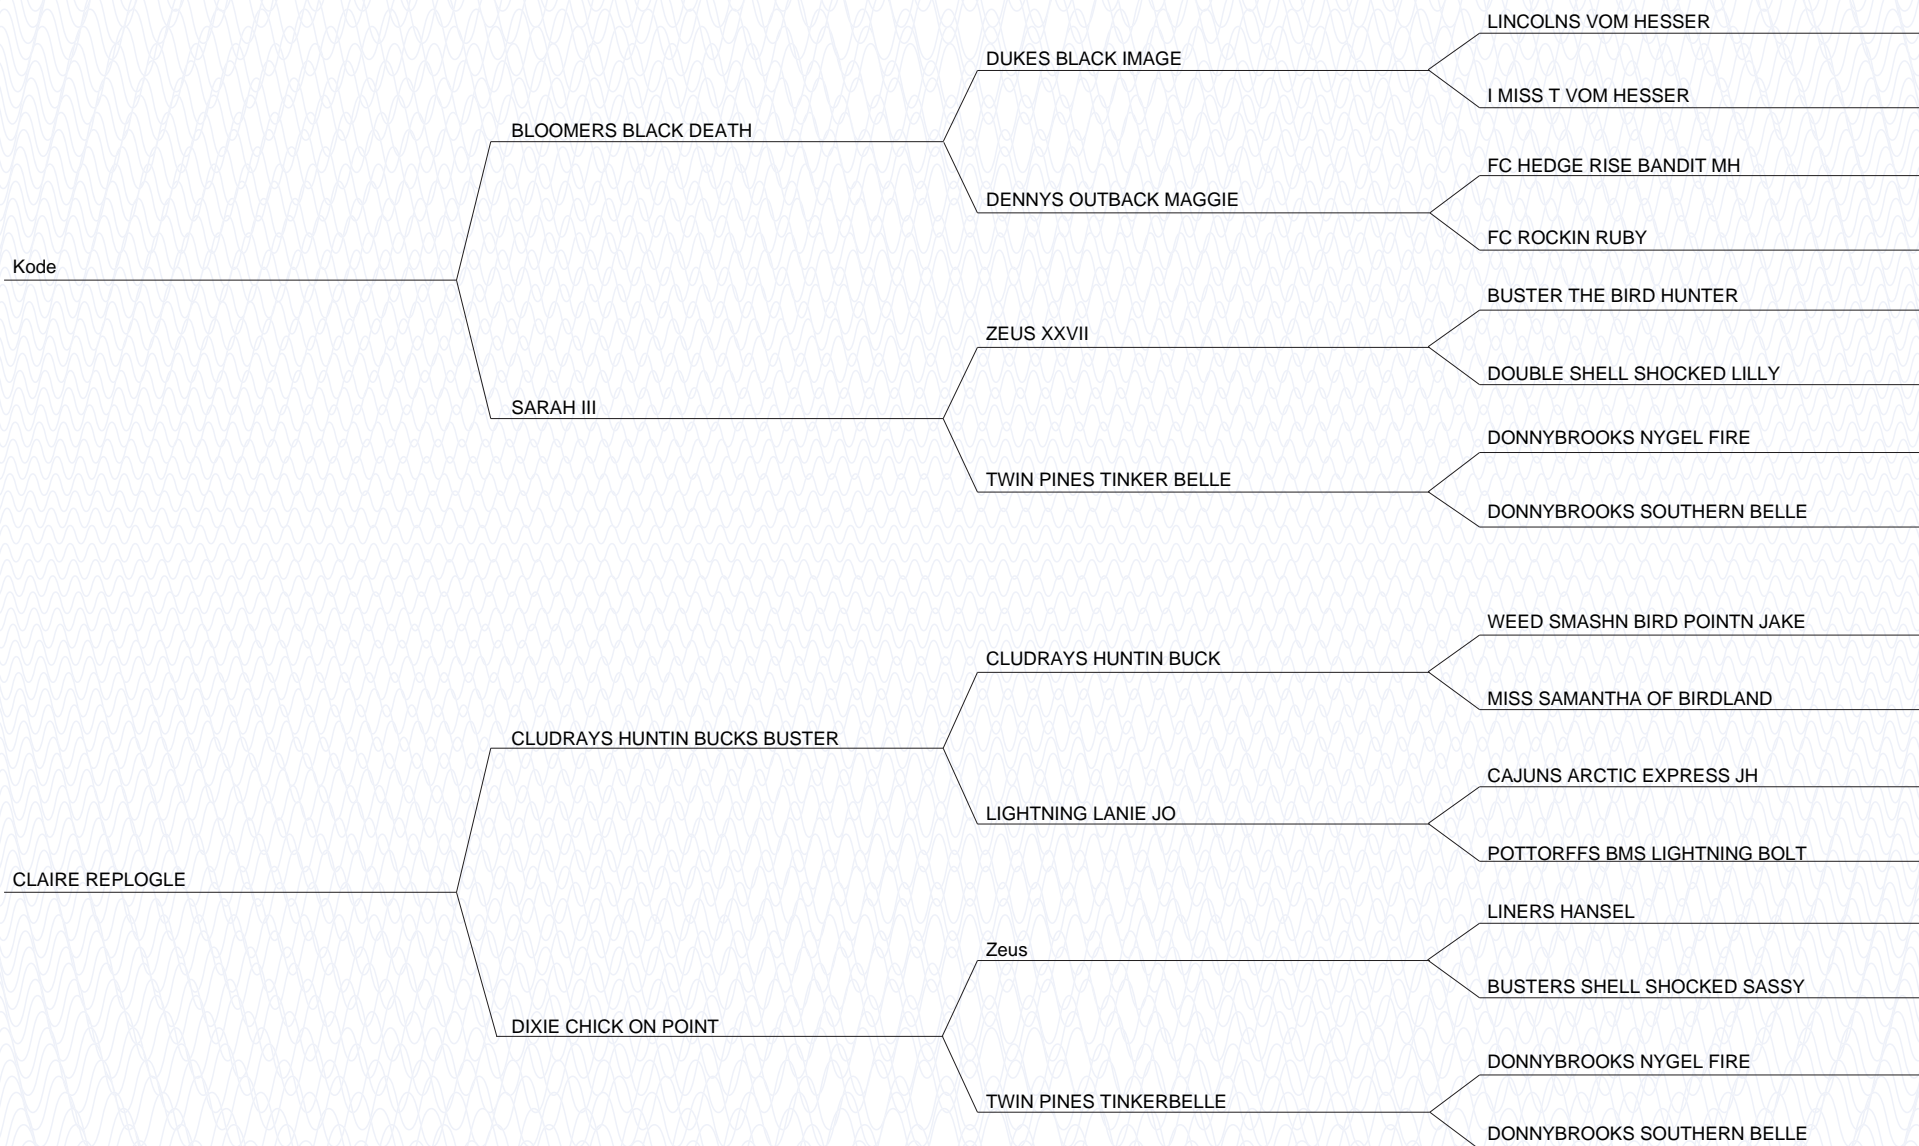 LINCOLNS VOM HESSER
DUKES BLACK IMAGE
I MISS T VOM HESSER
BLOOMERS BLACK DEATH
FC HEDGE RISE BANDIT MH
DENNYS OUTBACK MAGGIE
FC ROCKIN RUBY
Kode
BUSTER THE BIRD HUNTER
ZEUS XXVII
DOUBLE SHELL SHOCKED LILLY
SARAH III
DONNYBROOKS NYGEL FIRE
TWIN PINES TINKER BELLE
DONNYBROOKS SOUTHERN BELLE
WEED SMASHN BIRD POINTN JAKE
CLUDRAYS HUNTIN BUCK
MISS SAMANTHA OF BIRDLAND
CLUDRAYS HUNTIN BUCKS BUSTER
CAJUNS ARCTIC EXPRESS JH
LIGHTNING LANIE JO
POTTORFFS BMS LIGHTNING BOLT
CLAIRE REPLOGLE
LINERS HANSEL
Zeus
BUSTERS SHELL SHOCKED SASSY
DIXIE CHICK ON POINT
DONNYBROOKS NYGEL FIRE
TWIN PINES TINKERBELLE
DONNYBROOKS SOUTHERN BELLE